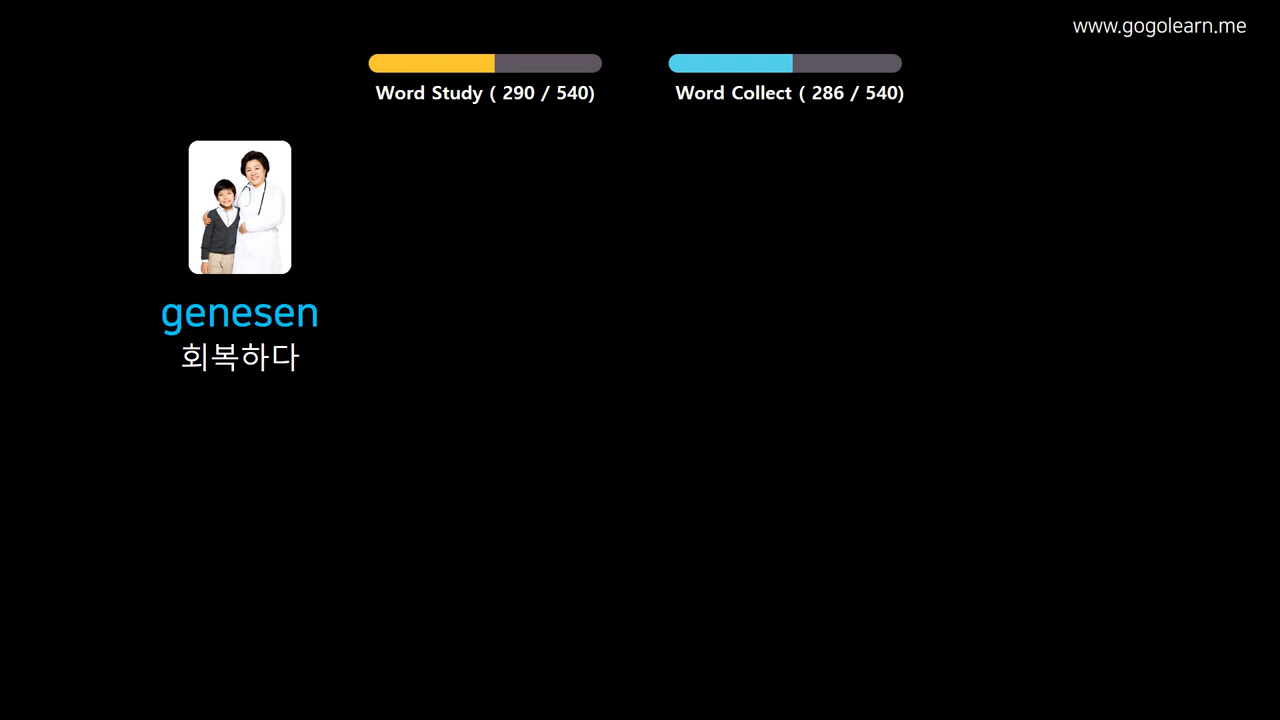 www.gogolearn.me
Word Study ( 290 / 540)
Word Collect ( 286 / 540)
genesen
회복하다